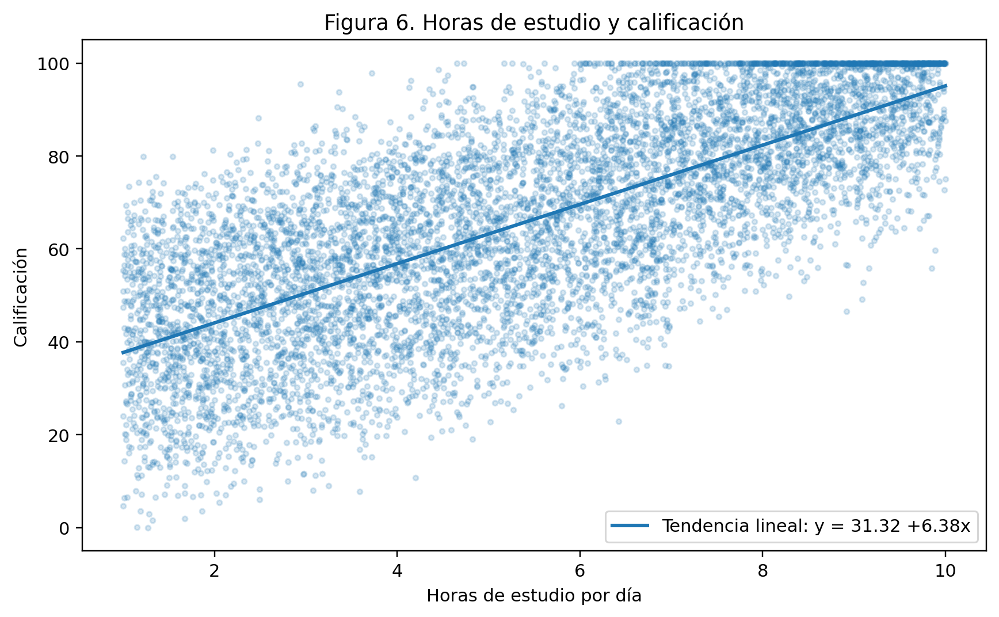 Figura 6. Horas de estudio y calificación
100
80
60
40
20
0
Calificación
Tendencia lineal: y = 31.32 +6.38x
2
4
6
8
10
Horas de estudio por día